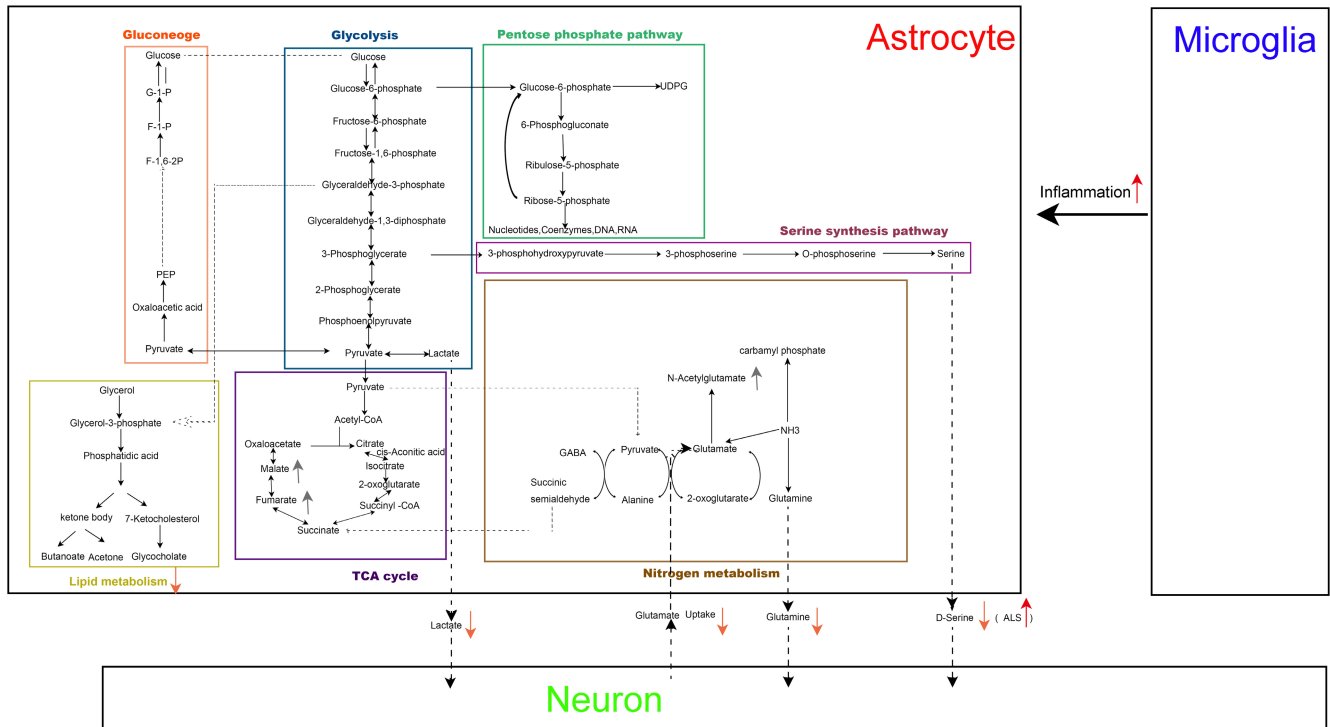 Astrocyte
Microglia
Gluconeoge
Glucose
G-1-P
F-1-P
F-1,6-2P
PEP
Oxaloacetic acid
Pyruvate
Glycolysis
Glucose
Glucose-6-phosphate
Fructose-6-phosphate
Fructose-1,6-phosphate
Glyceraldehyde-3-phosphate
Glyceraldehyde-1,3-diphosphate
3-Phosphoglycerate
2-Phosphoglycerate
Phosphoenolpyruvate
Pyruvate
Lactate
Pentose phosphate pathway
Glucose-6-phosphate
UDPG
6-Phosphogluconate
Ribulose-5-phosphate
Ribose-5-phosphate
Nucleotides,Coenzymes,DNA,RNA
Inflammation
Serine synthesis pathway
3-phosphohydroxypyruvate
3-phosphoserine
O-phosphoserine
Serine
Glycerol
Glycerol-3-phosphate
Phosphatidic acid
ketone body
7-Ketocholesterol
Butanoate
Acetone
Glycocholate
Lipid metabolism
Pyruvate
Acetyl-CoA
Oxaloacetate
Citrate
cis-Aconitic acid
Isocitrate
Malate
2-oxoglutarate
Fumarate
Succinyl -CoA
Succinate
TCA cycle
carbamyl phosphate
N-Acetylglutamate
NH3
GABA
Pyruvate
Glutamate
Succinic
semialdehyde
Alanine
2-oxoglutarate
Glutamine
Nitrogen metabolism
Lactate
Glutamate Uptake
Glutamine
D-Serine ( ALS )
Neuron